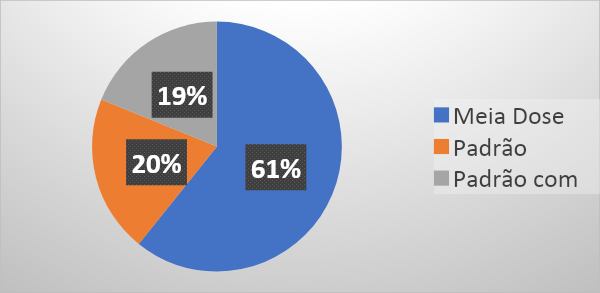 19%
20%
61%
Meia Dose
Padrão
Padrão com